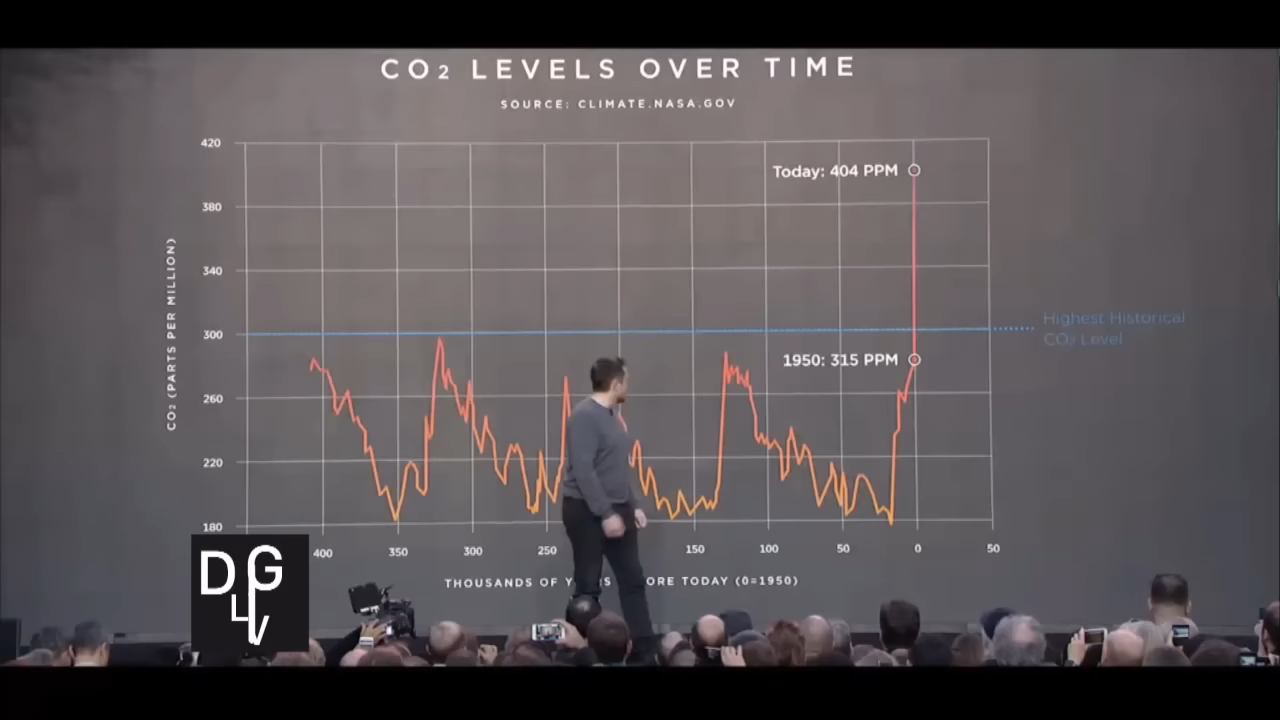 CO₂ LEVELS OVER TIME
SOURCE: CLIMATE.NASA.GOV
420
Today: 404 PPM
380
340
CO₂ (PARTS PER MILLION)
300
Highest Historical
CO₂ Level
1950: 315 PPM
260
220
180
400 350 300 250 150 100 50 0 50
THOUSANDS OF Y S ORE TODAY (0=1950)
DG